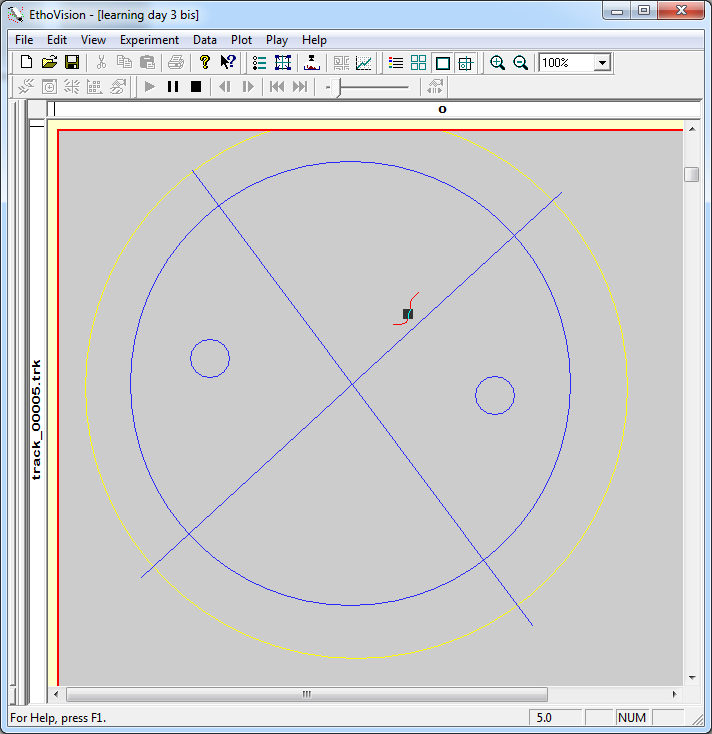 EthoVision - [learning day 3 bis]
File Edit View Experiment Data Plot Play Help
100%
0
track_00005.trk
For Help, press F1.
5.0
NUM